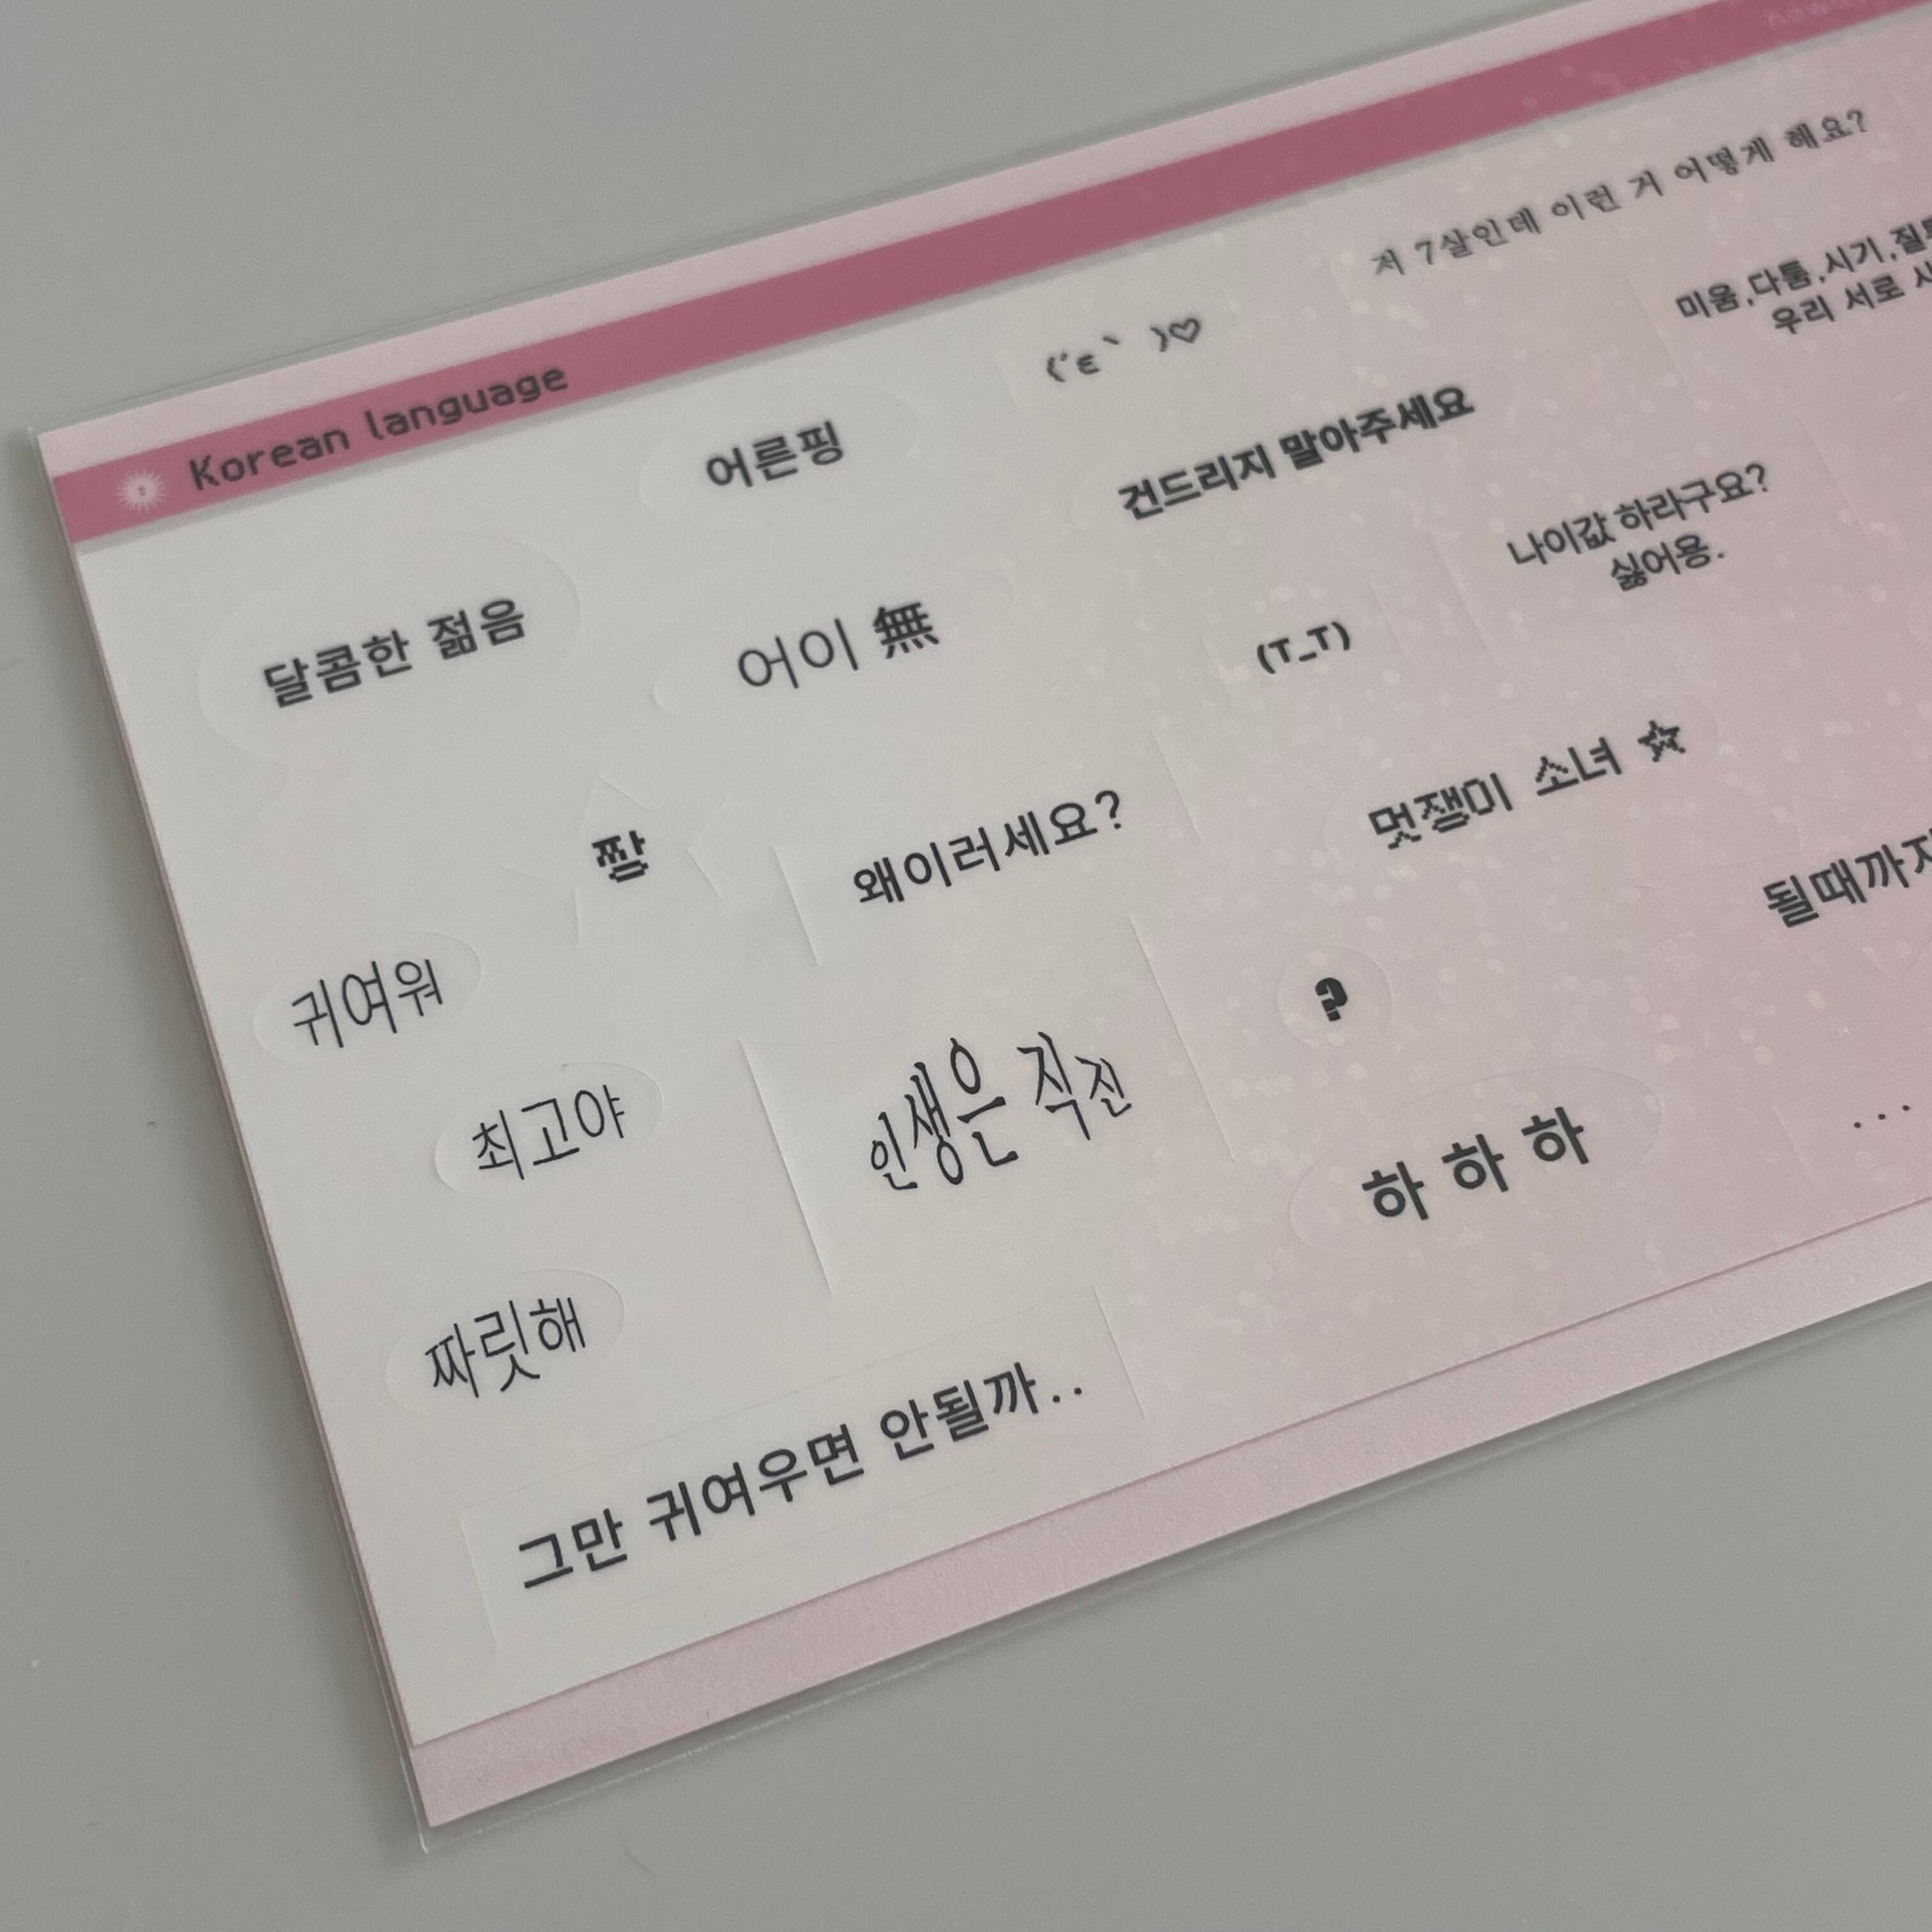 Korean language
어른핑
(´ε` )♡
저 7살인데 이런 거 어떻게 해요?
미움,다툼,시기,질투
우리 서로
건드리지 말아주세요
나이값 하라구요?
싫어용.
달콤한 젊음
어이 無
(T_T)
짱
왜이러세요?
멋쟁미 소녀 ☆
될때까지
귀여워
최고야
인생은 직진
?
하 하 하
...
짜릿해
그만 귀여우면 안될까..